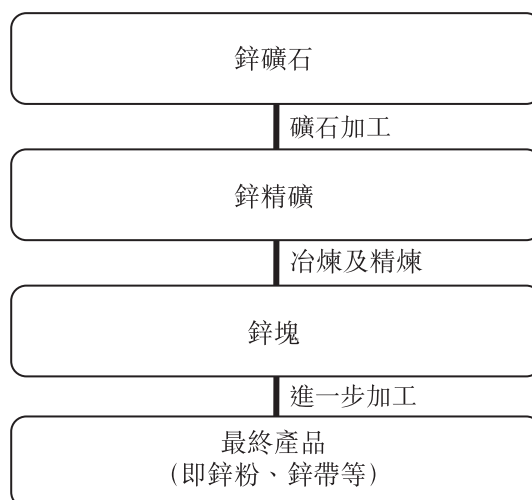 鋅礦石
礦石加工
鋅精礦
冶煉及精煉
鋅塊
進一步加工
最終產品
(即鋅粉、鋅帶等)